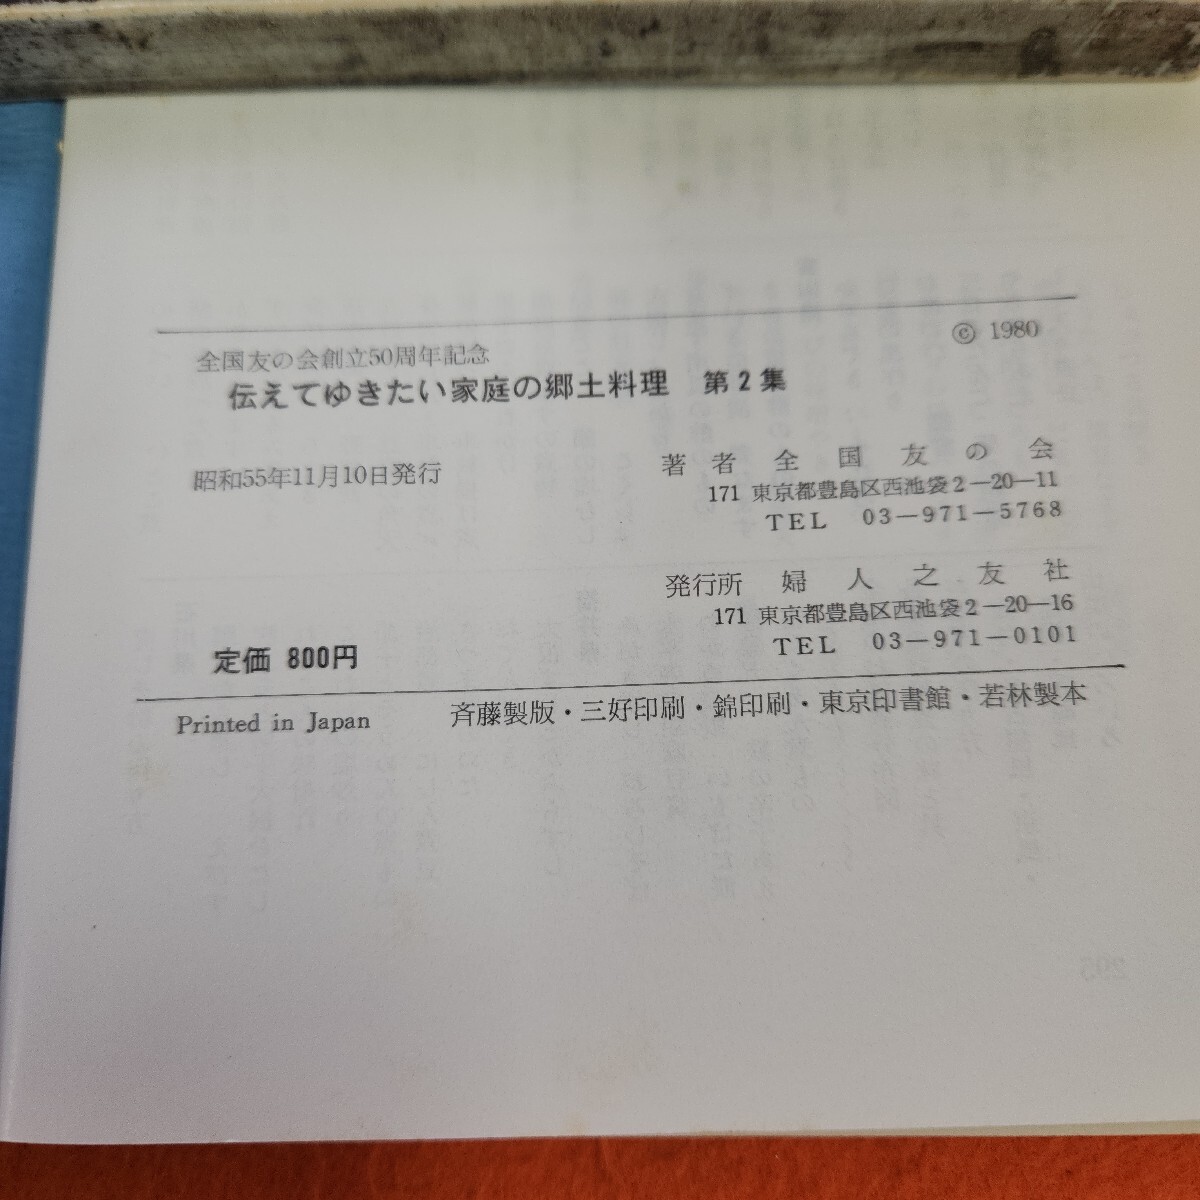 © 1980
全国友の会創立50周年記念
伝えてゆきたい家庭の郷土料理 第2集
昭和55年11月10日発行
著者 全国友の会
171 東京都豊島区西池袋2—20—11
TEL 03—971—5768
発行所 婦人之友社
171 東京都豊島区西池袋2—20—16
TEL 03—971—0101
定価 800円
Printed in Japan
斉藤製版・三好印刷・錦印刷・東京印書館・若林製本